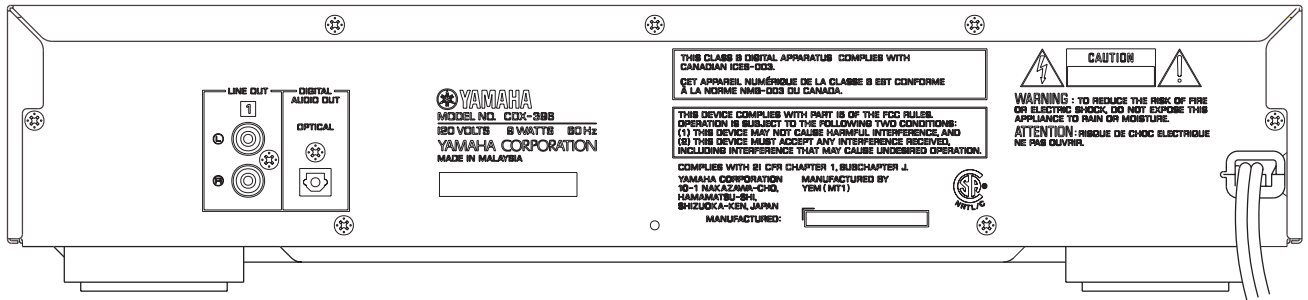 LINE OUT
1
L
R
DIGITAL
AUDIO OUT
OPTICAL
YAMAHA
MODEL NO. CDX-396
120 VOLTS 9 WATTS 60 Hz
YAMAHA CORPORATION
MADE IN MALAYSIA
THIS CLASS B DIGITAL APPARATUS COMPLIES WITH
CANADIAN ICES-003.
CET APPAREIL NUMÉRIQUE DE LA CLASSE B EST CONFORME
À LA NORME NMB-003 DU CANADA.
THIS DEVICE COMPLIES WITH PART 15 OF THE FCC RULES.
OPERATION IS SUBJECT TO THE FOLLOWING TWO CONDITIONS:
(1) THIS DEVICE MAY NOT CAUSE HARMFUL INTERFERENCE, AND
(2) THIS DEVICE MUST ACCEPT ANY INTERFERENCE RECEIVED,
INCLUDING INTERFERENCE THAT MAY CAUSE UNDESIRED OPERATION.
COMPLIES WITH 21 CFR CHAPTER 1, SUBCHAPTER J.
YAMAHA CORPORATION
10-1 NAKAZAWA-CHO,
HAMAMATSU-SHI,
SHIZUOKA-KEN, JAPAN
MANUFACTURED BY
YEM (MT1)
MANUFACTURED:
SA
NRTL/C
CAUTION
WARNING : TO REDUCE THE RISK OF FIRE
OR ELECTRIC SHOCK, DO NOT EXPOSE THIS
APPLIANCE TO RAIN OR MOISTURE.
ATTENTION : RISQUE DE CHOC ELECTRIQUE
NE PAS OUVRIR.